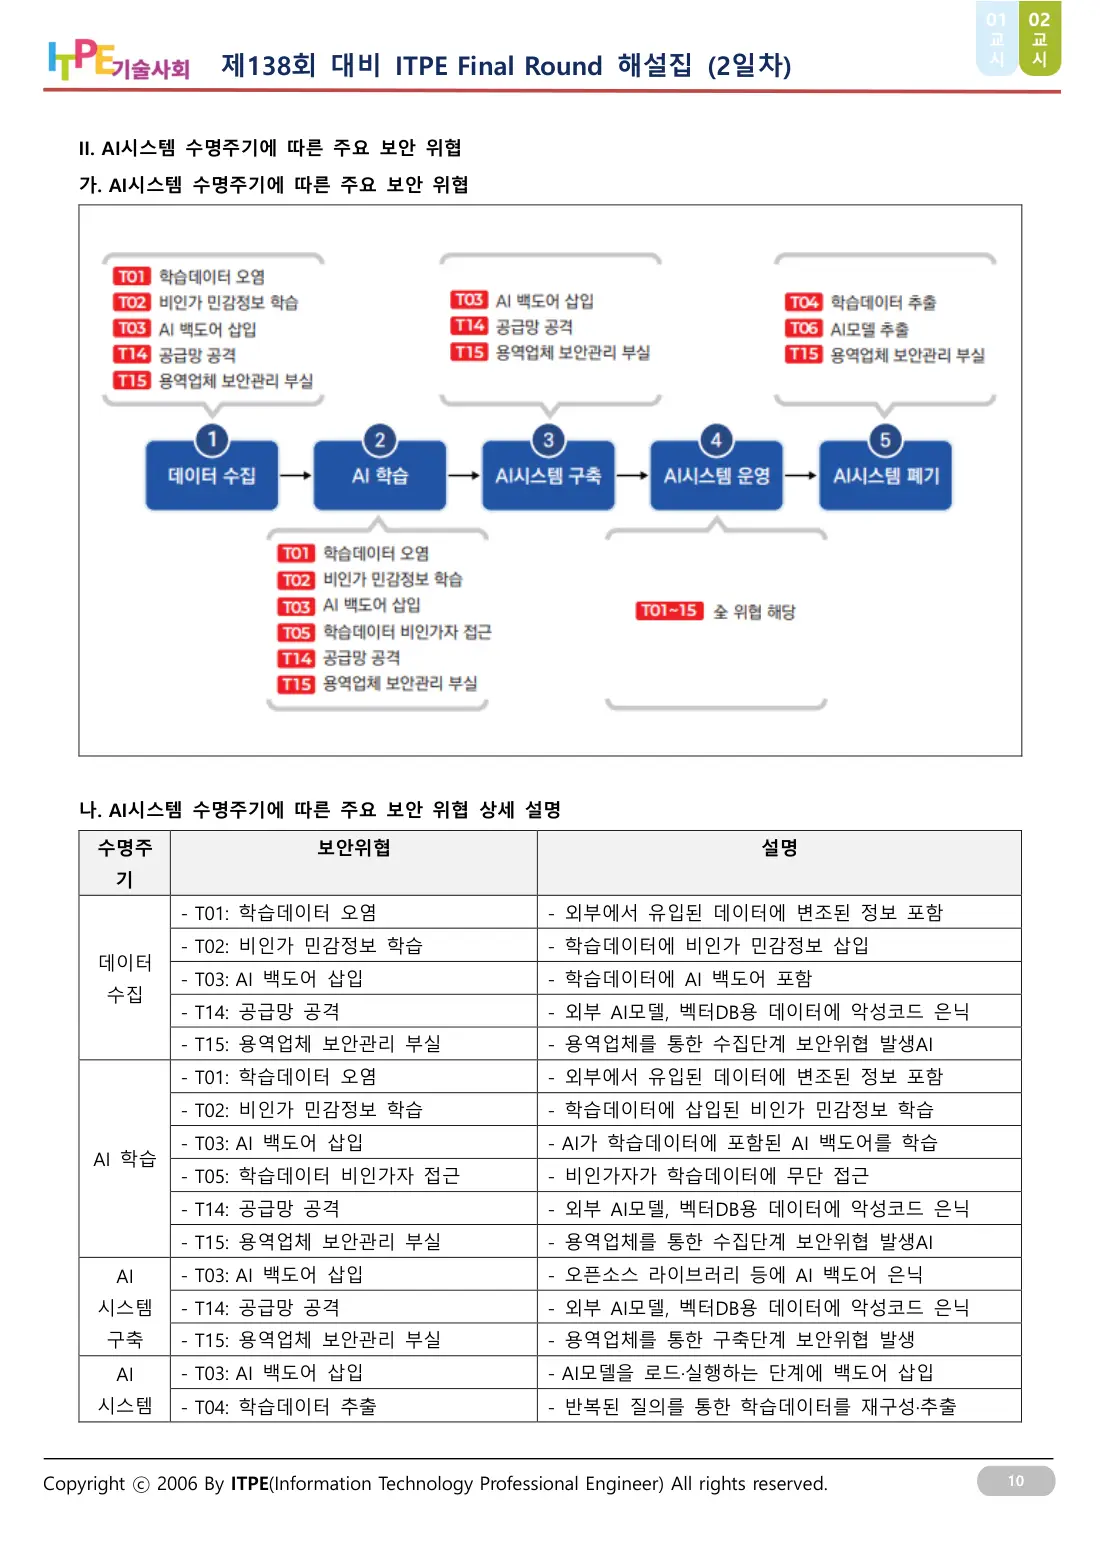 01
교
시
02
교
시
ITPE기술사회 제138회 대비 ITPE Final Round 해설집 (2일차)
II. AI시스템 수명주기에 따른 주요 보안 위협
가. AI시스템 수명주기에 따른 주요 보안 위협
T01 학습데이터 오염
T02 비인가 민감정보 학습
T03 AI 백도어 삽입
T14 공급망 공격
T15 용역업체 보안관리 부실
T03 AI 백도어 삽입
T14 공급망 공격
T15 용역업체 보안관리 부실
T04 학습데이터 추출
T06 AI모델 추출
T15 용역업체 보안관리 부실
1
데이터 수집
2
AI 학습
3
AI시스템 구축
4
AI시스템 운영
5
AI시스템 폐기
T01 학습데이터 오염
T02 비인가 민감정보 학습
T03 AI 백도어 삽입
T05 학습데이터 비인가자 접근
T14 공급망 공격
T15 용역업체 보안관리 부실
T01~15 全 위협 해당
나. AI시스템 수명주기에 따른 주요 보안 위협 상세 설명
수명주
기
보안위협
설명
데이터
수집
- T01: 학습데이터 오염
- 외부에서 유입된 데이터에 변조된 정보 포함
- T02: 비인가 민감정보 학습
- 학습데이터에 비인가 민감정보 삽입
- T03: AI 백도어 삽입
- 학습데이터에 AI 백도어 포함
- T14: 공급망 공격
- 외부 AI모델, 벡터DB용 데이터에 악성코드 은닉
- T15: 용역업체 보안관리 부실
- 용역업체를 통한 수집단계 보안위협 발생AI
AI 학습
- T01: 학습데이터 오염
- 외부에서 유입된 데이터에 변조된 정보 포함
- T02: 비인가 민감정보 학습
- 학습데이터에 삽입된 비인가 민감정보 학습
- T03: AI 백도어 삽입
- AI가 학습데이터에 포함된 AI 백도어를 학습
- T05: 학습데이터 비인가자 접근
- 비인가자가 학습데이터에 무단 접근
- T14: 공급망 공격
- 외부 AI모델, 벡터DB용 데이터에 악성코드 은닉
- T15: 용역업체 보안관리 부실
- 용역업체를 통한 수집단계 보안위협 발생AI
AI
시스템
구축
- T03: AI 백도어 삽입
- 오픈소스 라이브러리 등에 AI 백도어 은닉
- T14: 공급망 공격
- 외부 AI모델, 벡터DB용 데이터에 악성코드 은닉
- T15: 용역업체 보안관리 부실
- 용역업체를 통한 구축단계 보안위협 발생
AI
시스템
- T03: AI 백도어 삽입
- AI모델을 로드·실행하는 단계에 백도어 삽입
- T04: 학습데이터 추출
- 반복된 질의를 통한 학습데이터를 재구성·추출
Copyright ⓒ 2006 By ITPE(Information Technology Professional Engineer) All rights reserved.
10